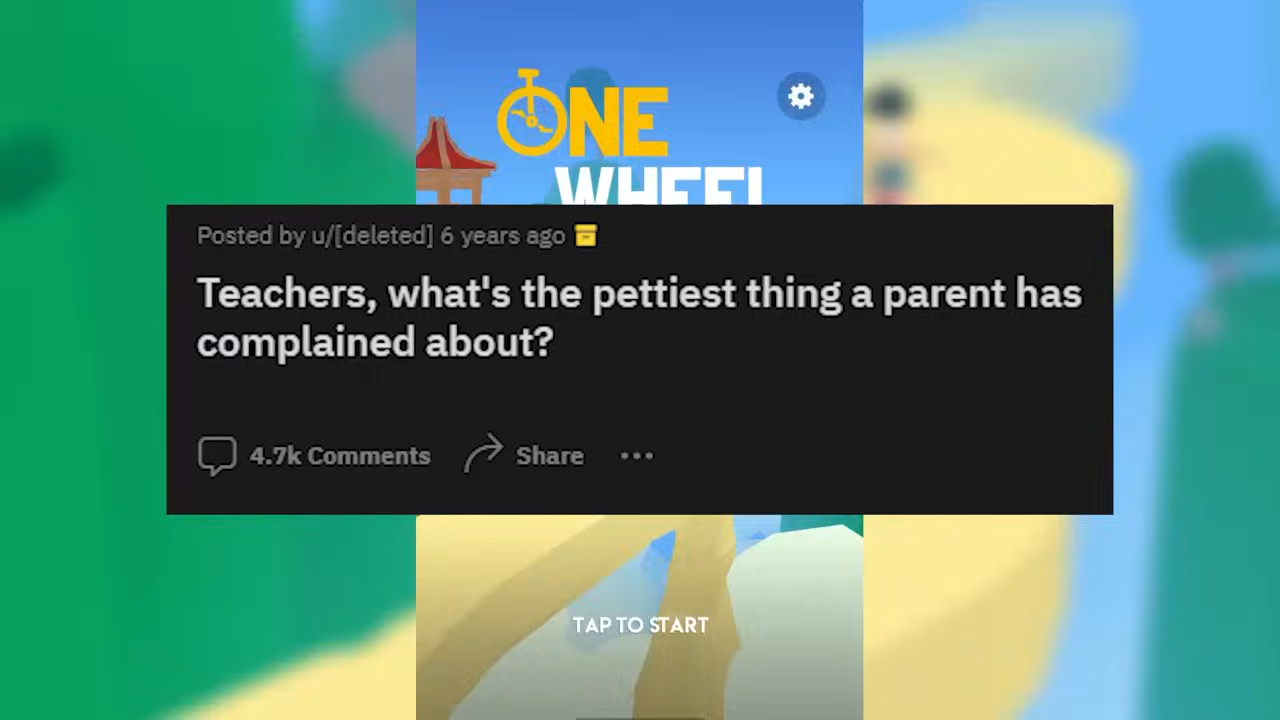 ONE
WHEEL
Posted by u/[deleted] 6 years ago
Teachers, what's the pettiest thing a parent has
complained about?
4.7k Comments Share
TAP TO START